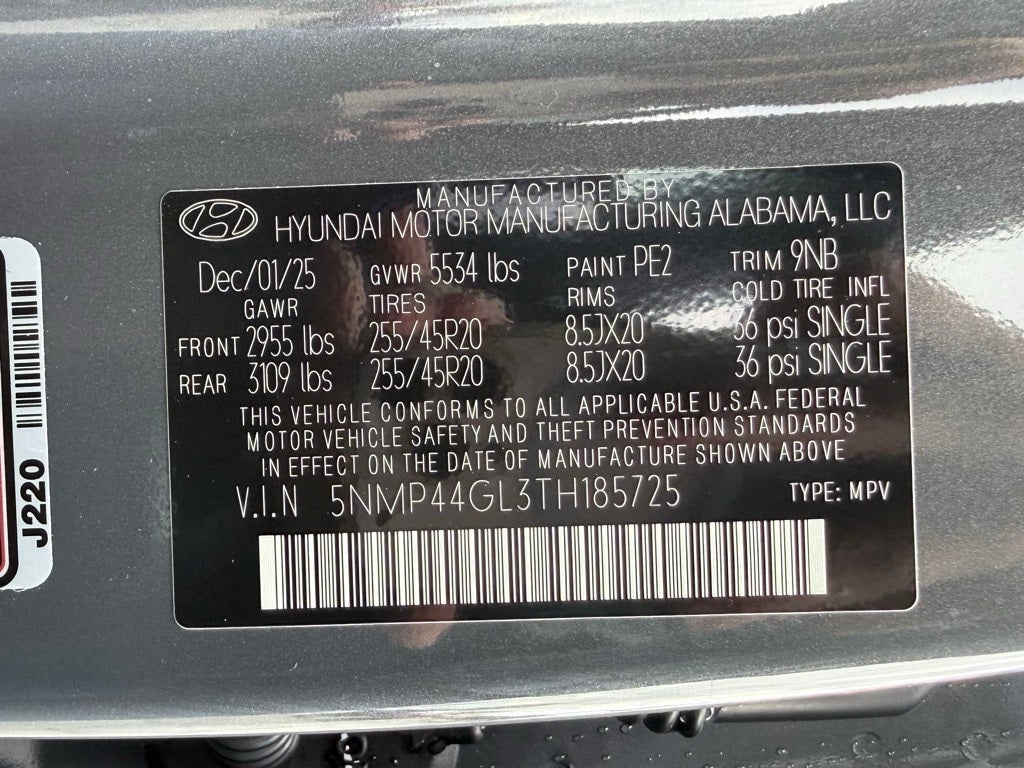 MANUFACTURED BY
HYUNDAI MOTOR MANUFACTURING ALABAMA, LLC
Dec/01/25 GVWR 5534 lbs PAINT PE2 TRIM 9NB
GAWR TIRES RIMS COLD TIRE INFL
FRONT 2955 lbs 255/45R20 8.5JX20 36 psi SINGLE
REAR 3109 lbs 255/45R20 8.5JX20 36 psi SINGLE
THIS VEHICLE CONFORMS TO ALL APPLICABLE U.S.A. FEDERAL
MOTOR VEHICLE SAFETY AND THEFT PREVENTION STANDARDS
IN EFFECT ON THE DATE OF MANUFACTURE SHOWN ABOVE
V.I.N 5NMP44GL3TH185725 TYPE: MPV
J220